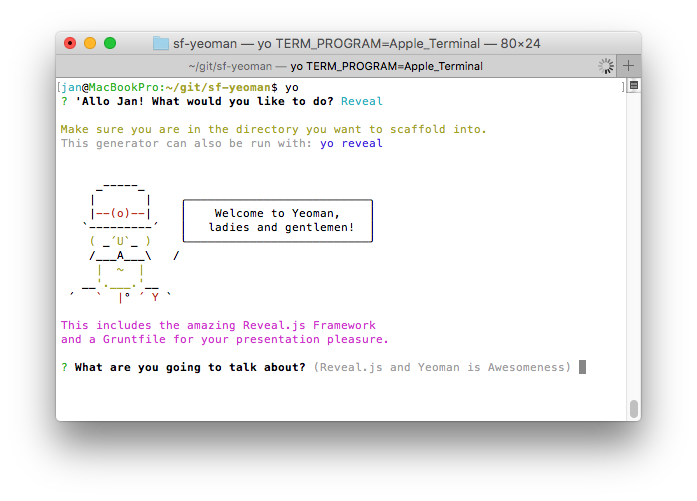 sf-yeoman — yo TERM_PROGRAM=Apple_Terminal — 80×24
~/git/sf-yeoman — yo TERM_PROGRAM=Apple_Terminal
[jan@MacBookPro:~/git/sf-yeoman$ yo ]
? 'Allo Jan! What would you like to do? Reveal
Make sure you are in the directory you want to scaffold into.
This generator can also be run with: yo reveal
     _-----_
    |       |
    |--(o)--|
   `---------´
    ( _´U`_ )
    /___A___\   /
     |  ~  |
   __'.___.'__
 ´   `  |° ´ Y `
Welcome to Yeoman,
ladies and gentlemen!
This includes the amazing Reveal.js Framework
and a Gruntfile for your presentation pleasure.
? What are you going to talk about? (Reveal.js and Yeoman is Awesomeness)